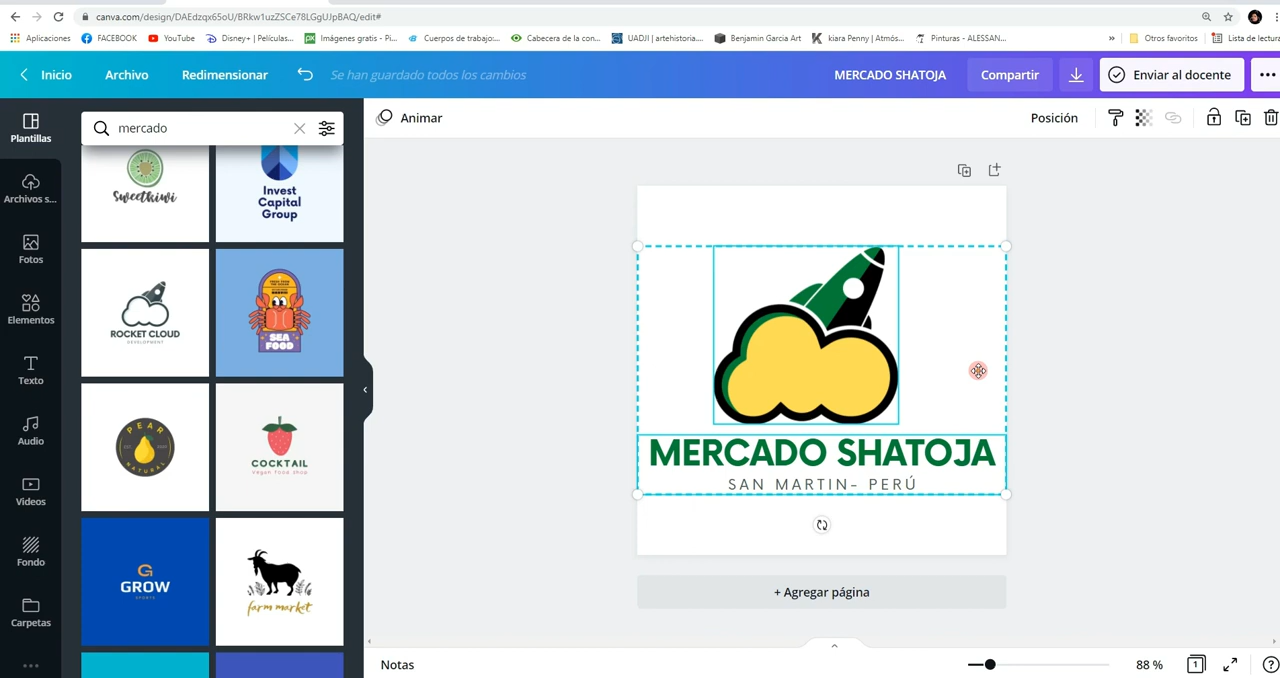 canva.com/design/DAEdzqx65oU/BRkw1uzZSCe78LGgUJpBAQ/edit#
Aplicaciones
FACEBOOK
YouTube
Disney+ | Películas...
Imágenes gratis - Pi...
Cuerpos de trabajo:...
Cabecera de la con...
UADJI | artehistoria....
Benjamin Garcia Art
kiara Penny | Atmós...
Pinturas - ALESSAN...
»
Otros favoritos
Lista de lectura
Inicio
Archivo
Redimensionar
Se han guardado todos los cambios
MERCADO SHATOJA
Compartir
Enviar al docente
Plantillas
Archivos s...
Fotos
Elementos
Texto
Audio
Videos
Fondo
Carpetas
mercado
Sweetkiwi
Invest
Capital
Group
ROCKET CLOUD
DEVELOPMENT
SEA
FOOD
PEAR
NATURAL
COCKTAIL
Vegan Food Shop
G
GROW
SPORTS
farm market
Animar
Posición
MERCADO SHATOJA
SAN MARTIN- PERÚ
+ Agregar página
Notas
88 %
1
?